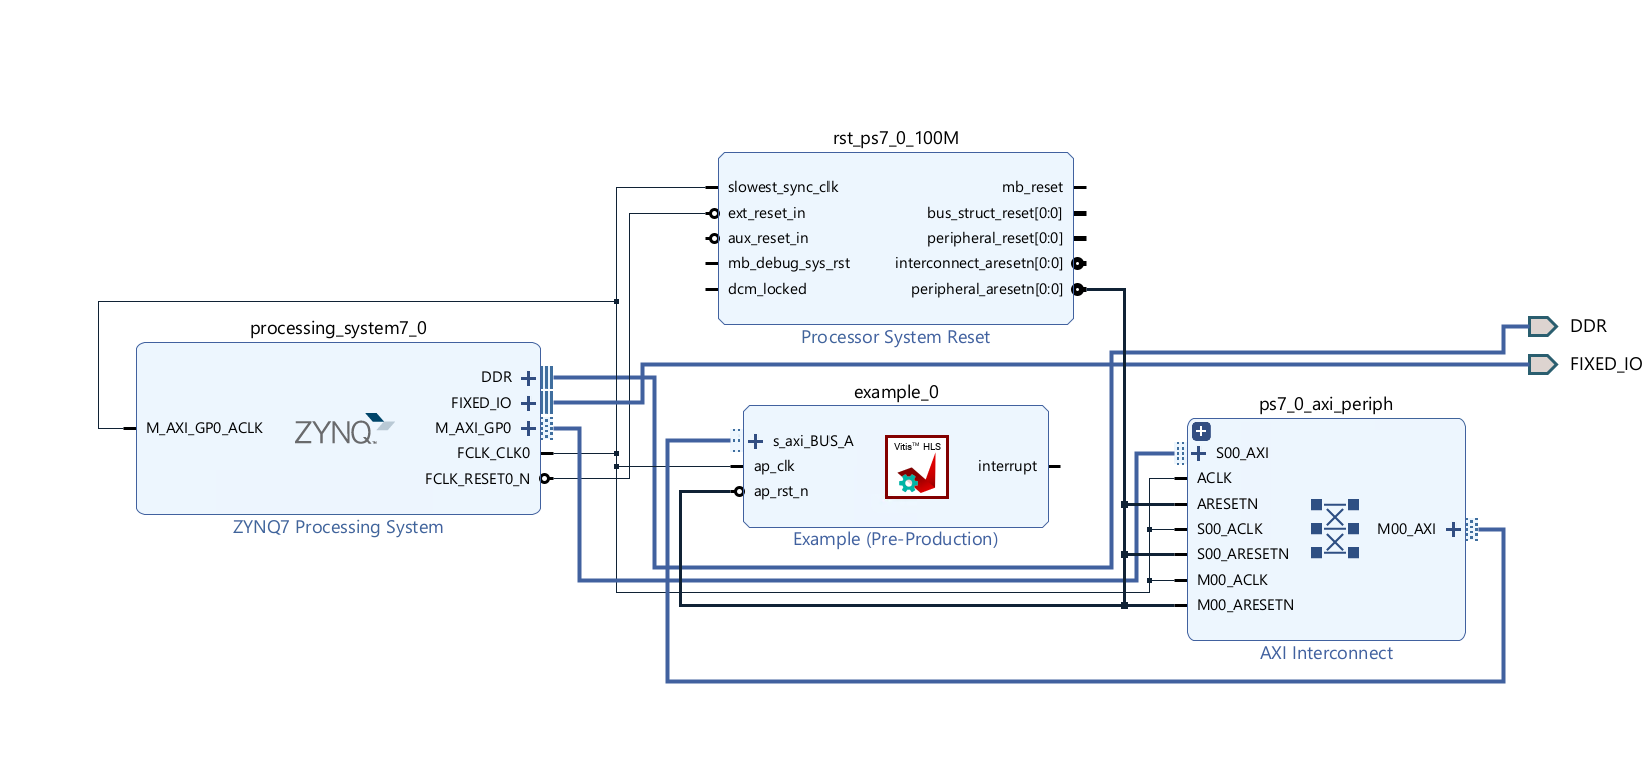 rst_ps7_0_100M
slowest_sync_clk
ext_reset_in
aux_reset_in
mb_debug_sys_rst
dcm_locked
mb_reset
bus_struct_reset[0:0]
peripheral_reset[0:0]
interconnect_aresetn[0:0]
peripheral_aresetn[0:0]
Processor System Reset
processing_system7_0
M_AXI_GP0_ACLK
ZYNQ™
DDR
FIXED_IO
M_AXI_GP0
FCLK_CLK0
FCLK_RESET0_N
ZYNQ7 Processing System
example_0
s_axi_BUS_A
ap_clk
ap_rst_n
Vitis™ HLS
interrupt
Example (Pre-Production)
ps7_0_axi_periph
S00_AXI
ACLK
ARESETN
S00_ACLK
S00_ARESETN
M00_ACLK
M00_ARESETN
M00_AXI
AXI Interconnect
DDR
FIXED_IO